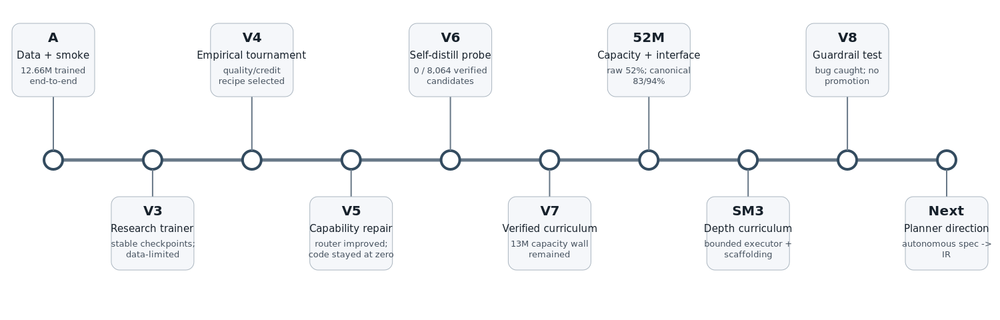 A
Data + smoke
12.66M trained
end-to-end
V3
Research trainer
stable checkpoints;
data-limited
V4
Empirical tournament
quality/credit
recipe selected
V5
Capability repair
router improved;
code stayed at zero
V6
Self-distill probe
0 / 8,064 verified
candidates
V7
Verified curriculum
13M capacity wall
remained
52M
Capacity + interface
raw 52%; canonical
83/94%
SM3
Depth curriculum
bounded executor +
scaffolding
V8
Guardrail test
bug caught; no
promotion
Next
Planner direction
autonomous spec ->
IR